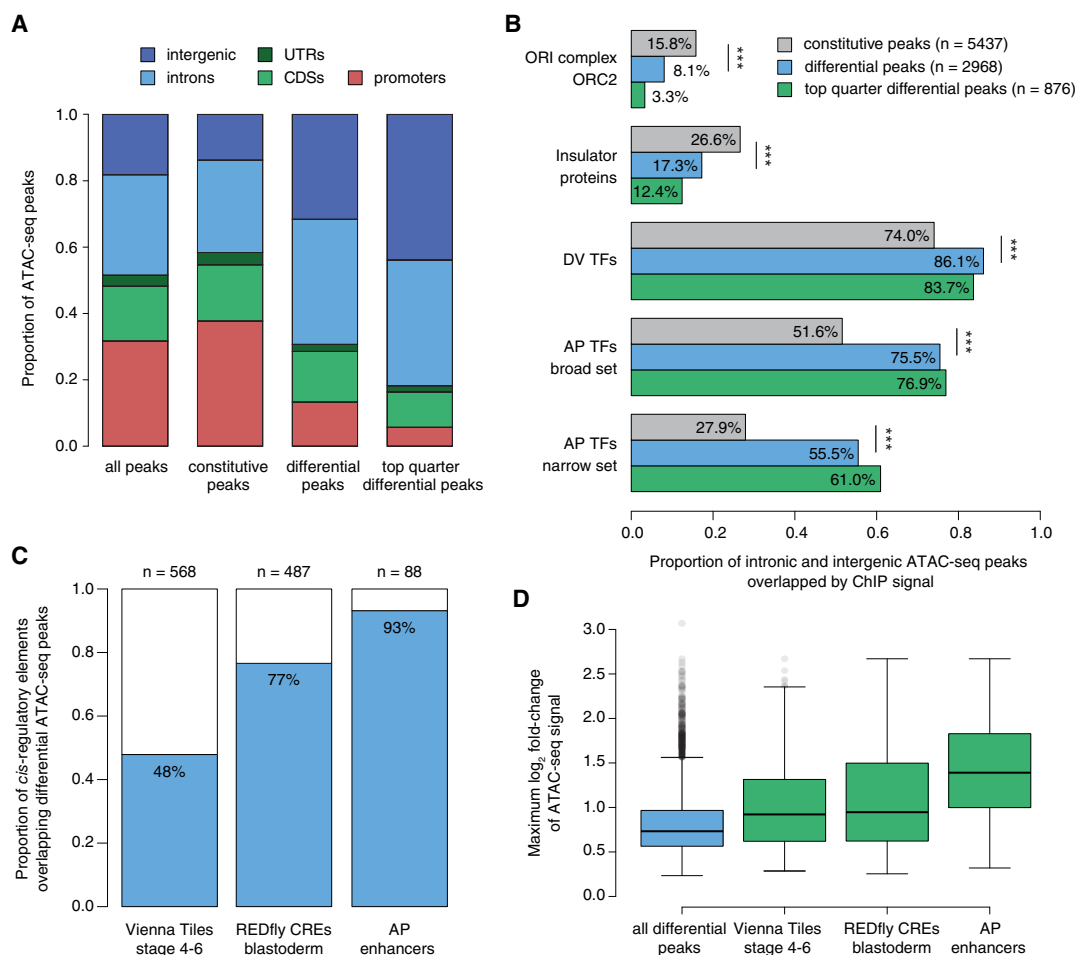 A
intergenic
UTRs
introns
CDSs
promoters
Proportion of ATAC-seq peaks
1.0
0.8
0.6
0.4
0.2
0.0
all peaks
constitutive
peaks
differential
peaks
top quarter
differential peaks
B
constitutive peaks (n = 5437)
differential peaks (n = 2968)
top quarter differential peaks (n = 876)
ORI complex
ORC2
15.8%
8.1%
3.3%
***
Insulator
proteins
26.6%
17.3%
12.4%
***
DV TFs
74.0%
86.1%
83.7%
***
AP TFs
broad set
51.6%
75.5%
76.9%
***
AP TFs
narrow set
27.9%
55.5%
61.0%
***
0.0
0.2
0.4
0.6
0.8
1.0
Proportion of intronic and intergenic ATAC-seq peaks
overlapped by ChIP signal
C
n = 568
n = 487
n = 88
Proportion of cis-regulatory elements
overlapping differential ATAC-seq peaks
1.0
0.8
0.6
0.4
0.2
0.0
48%
77%
93%
Vienna Tiles
stage 4-6
REDfly CREs
blastoderm
AP
enhancers
D
Maximum log2 fold-change
of ATAC-seq signal
3.0
2.5
2.0
1.5
1.0
0.5
0.0
all differential
peaks
Vienna Tiles
stage 4-6
REDfly CREs
blastoderm
AP
enhancers